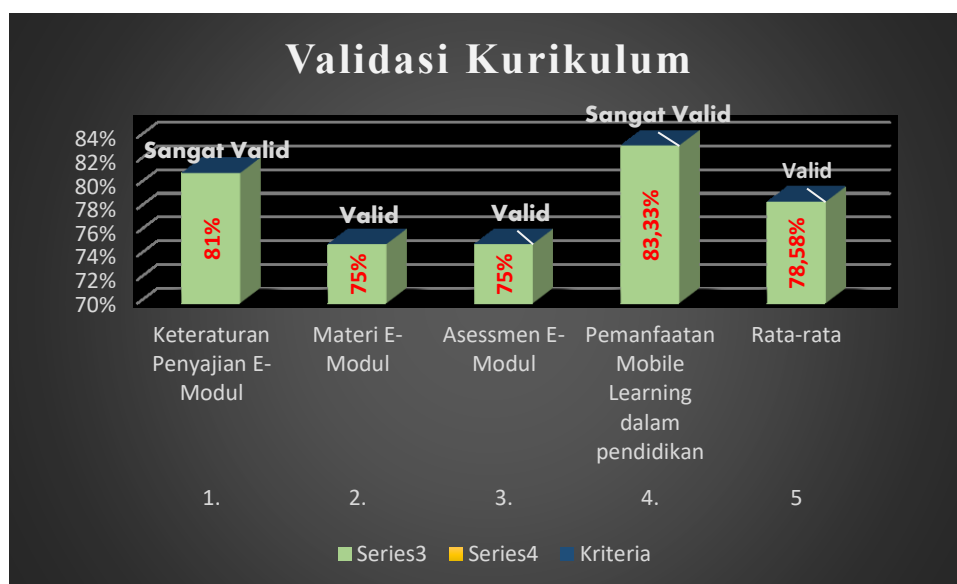 Validasi Kurikulum
Sangat Valid
Sangat Valid
Valid
Valid
Valid
84%
82%
80%
78%
76%
74%
72%
70%
81%
75%
75%
83,33%
78,58%
Keteraturan
Penyajian E-
Modul
Materi E-
Modul
Asessmen E-
Modul
Pemanfaatan
Mobile
Learning
dalam
pendidikan
Rata-rata
1.
2.
3.
4.
5
Series3
Series4
Kriteria